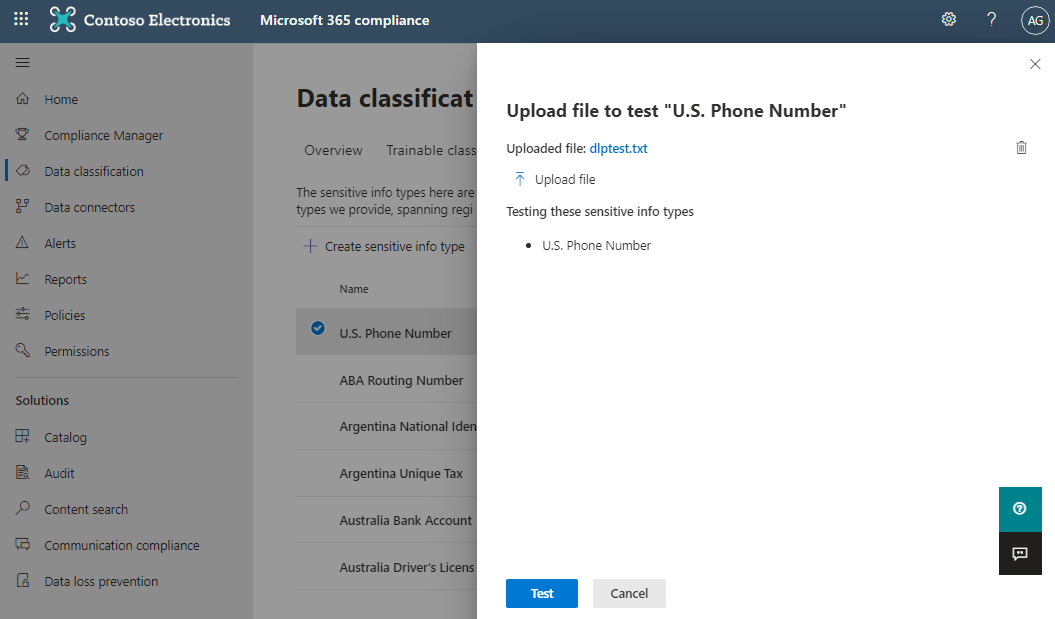 Contoso Electronics
Microsoft 365 compliance
?
AG
Home
Compliance Manager
Data classification
Data connectors
Alerts
Reports
Policies
Permissions
Solutions
Catalog
Audit
Content search
Communication compliance
Data loss prevention
Data classificat
Overview
Trainable class
The sensitive info types here are
types we provide, spanning regi
Create sensitive info type
Name
U.S. Phone Number
ABA Routing Number
Argentina National Iden
Argentina Unique Tax
Australia Bank Account
Australia Driver's Licens
Upload file to test "U.S. Phone Number"
Uploaded file: dlptest.txt
Upload file
Testing these sensitive info types
• U.S. Phone Number
Test
Cancel